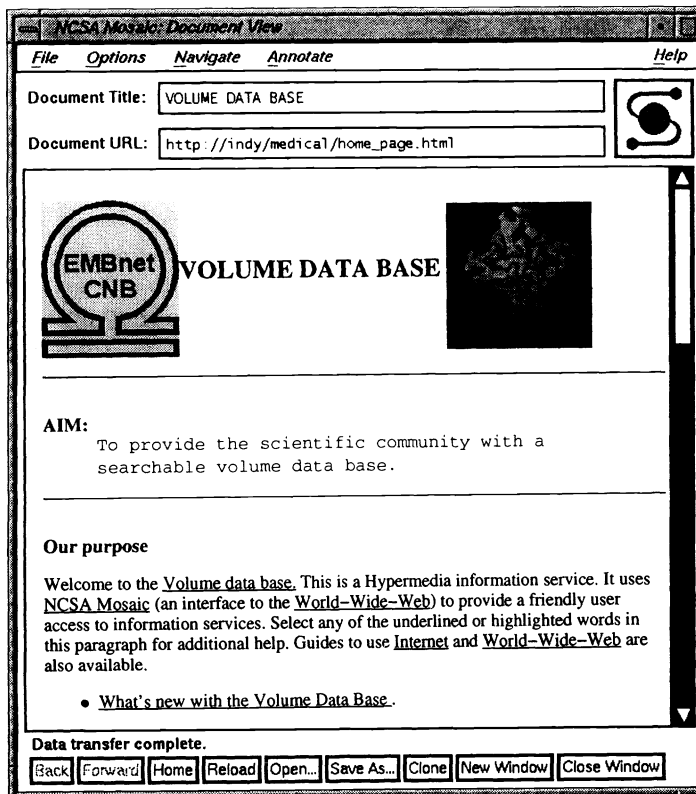 NCSA Mosaic: Document View
File Options Navigate Annotate Help
Document Title: VOLUME DATA BASE
Document URL: http://indy/medical/home_page.html
EMBnet
CNB
VOLUME DATA BASE
AIM:
To provide the scientific community with a
searchable volume data base.
Our purpose
Welcome to the Volume data base. This is a Hypermedia information service. It uses
NCSA Mosaic (an interface to the World-Wide-Web) to provide a friendly user
access to information services. Select any of the underlined or highlighted words in
this paragraph for additional help. Guides to use Internet and World-Wide-Web are
also available.
• What's new with the Volume Data Base .
Data transfer complete.
Back Forward Home Reload Open... Save As... Clone New Window Close Window